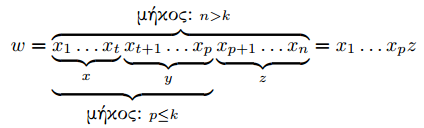 μήκος: n>k
w = x₁ … xₜ xₜ₊₁ … xₚ xₚ₊₁ … xₙ = x₁ … xₚz
x y z
μήκος: p≤k